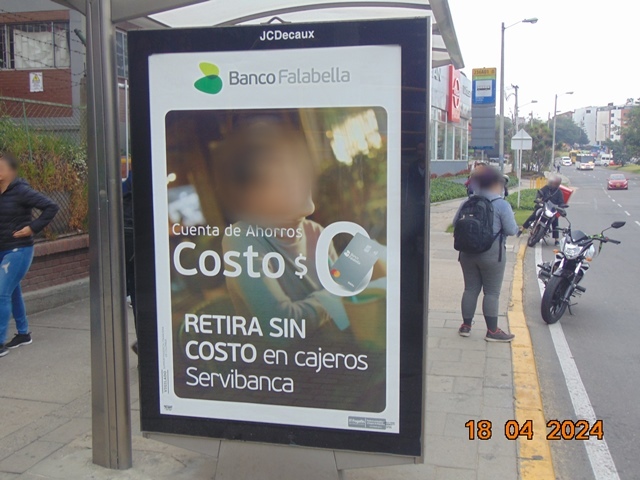 JCDecaux
Banco Falabella
Cuenta de Ahorros
Costo $0
RETIRA SIN
COSTO en cajeros
Servibanca
18 04 2024